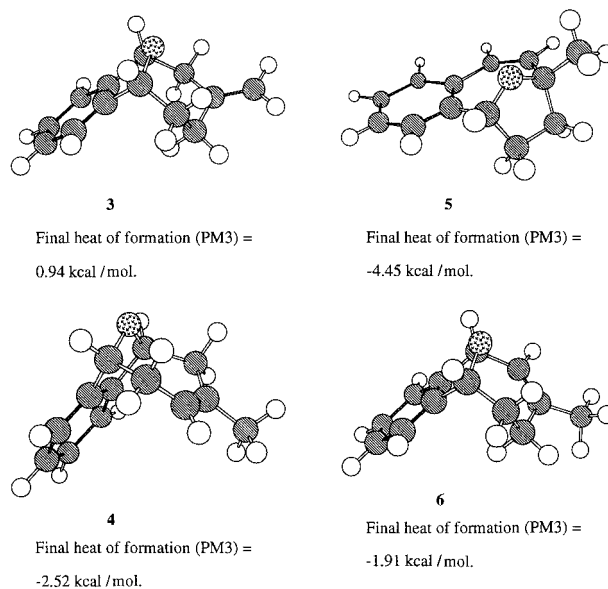 3
Final heat of formation (PM3) =
0.94 kcal /mol.
5
Final heat of formation (PM3) =
-4.45 kcal /mol.
4
Final heat of formation (PM3) =
-2.52 kcal /mol.
6
Final heat of formation (PM3) =
-1.91 kcal /mol.